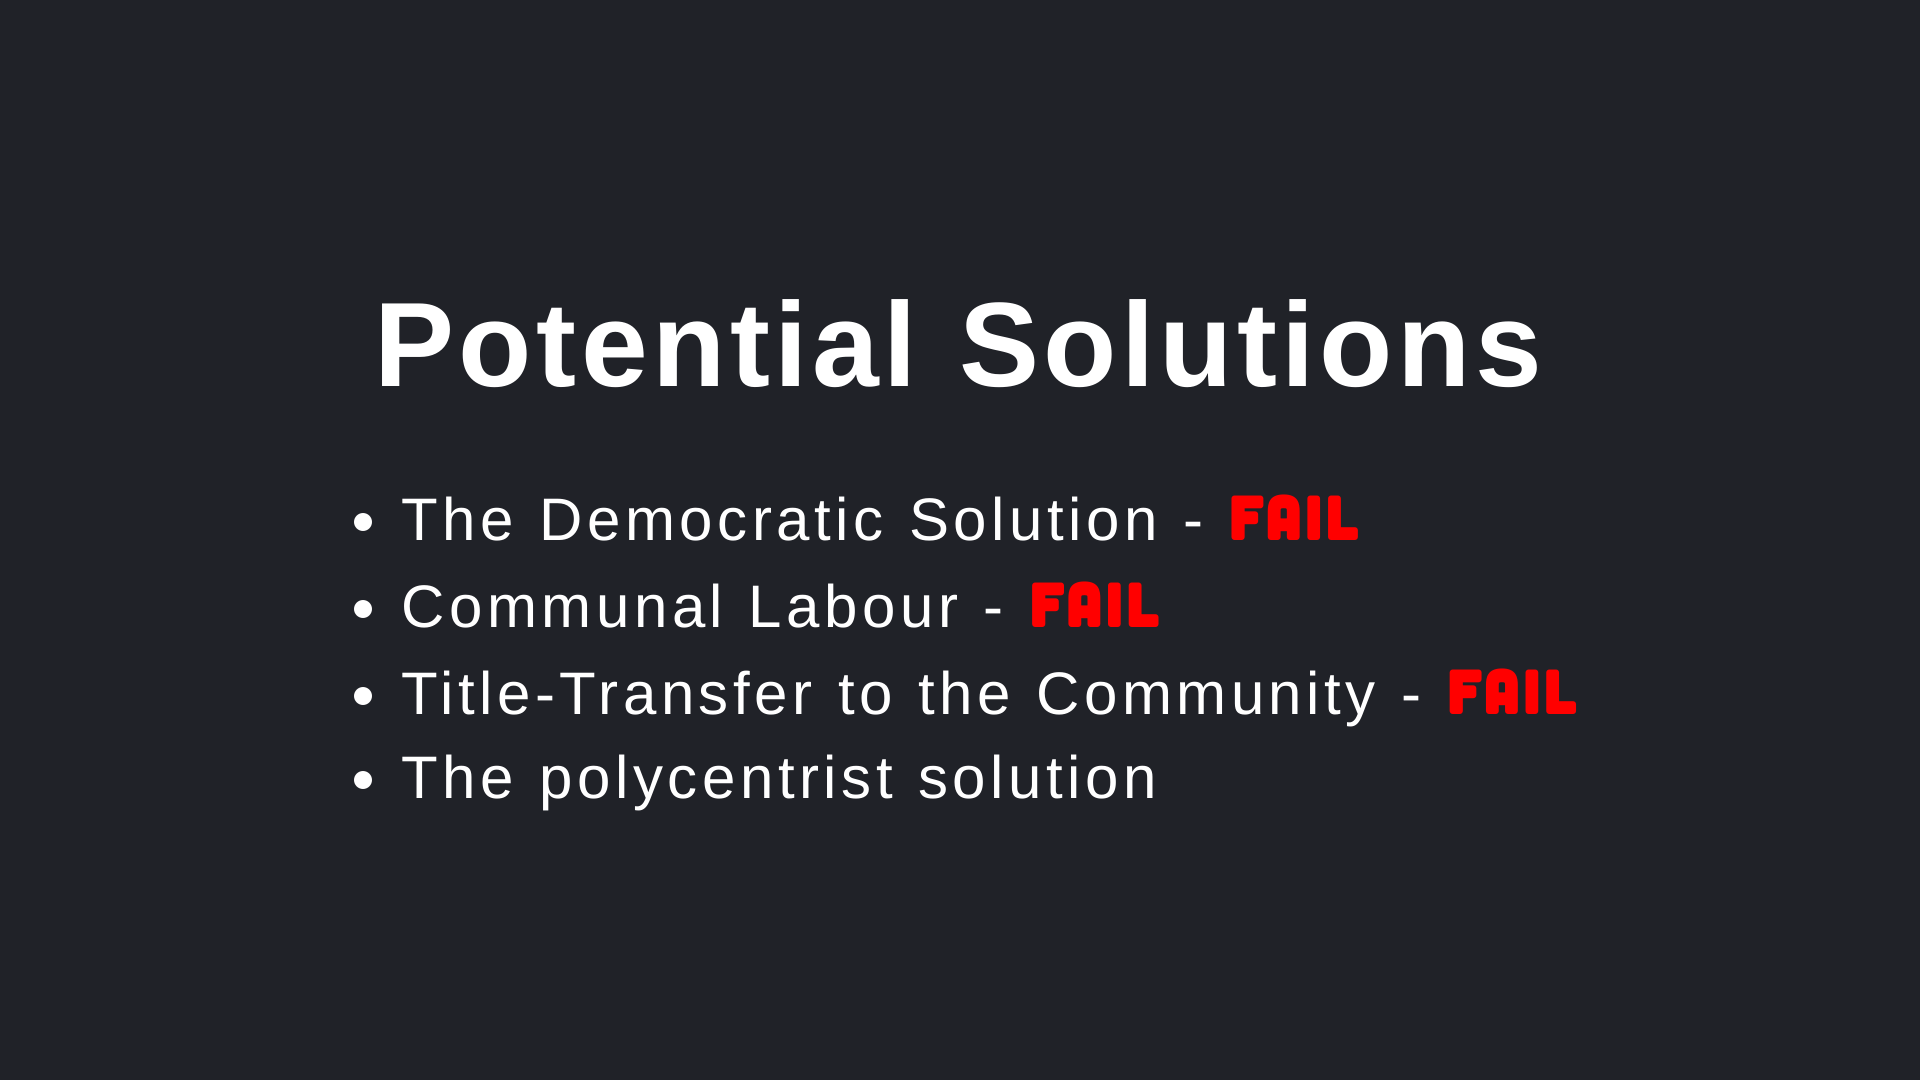 Potential Solutions
• The Democratic Solution - FAIL
• Communal Labour - FAIL
• Title-Transfer to the Community - FAIL
• The polycentrist solution